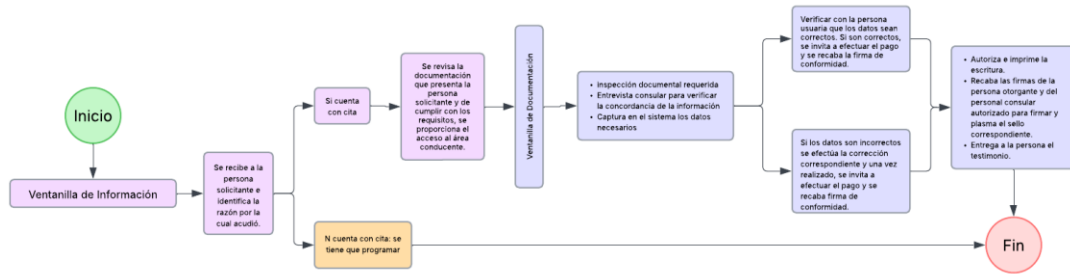 Inicio
Ventanilla de Información
Se recibe a la
persona
solicitante e
identifica la
razón por la
cual acudió.
Si cuenta
con cita
N cuenta con cita: se
tiene que programar
Se revisa la
documentación
que presenta la
persona
solicitante y de
cumplir con los
requisitos, se
proporciona el
acceso al área
conducente.
Ventanilla de Documentación
• Inspección documental requerida
• Entrevista consular para verificar
la concordancia de la información
• Captura en el sistema los datos
necesarios
Verificar con la persona
usuaria que los datos sean
correctos. Si son correctos,
se invita a efectuar el pago
y se recaba la firma de
conformidad.
Si los datos son incorrectos
se efectúa la corrección
correspondiente y una vez
realizado, se invita a
efectuar el pago y se
recaba firma de
conformidad.
• Autoriza e imprime la
escritura.
• Recaba las firmas de la
persona otorgante y del
personal consular
autorizado para firmar y
plasma el sello
correspondiente.
• Entrega a la persona el
testimonio.
Fin